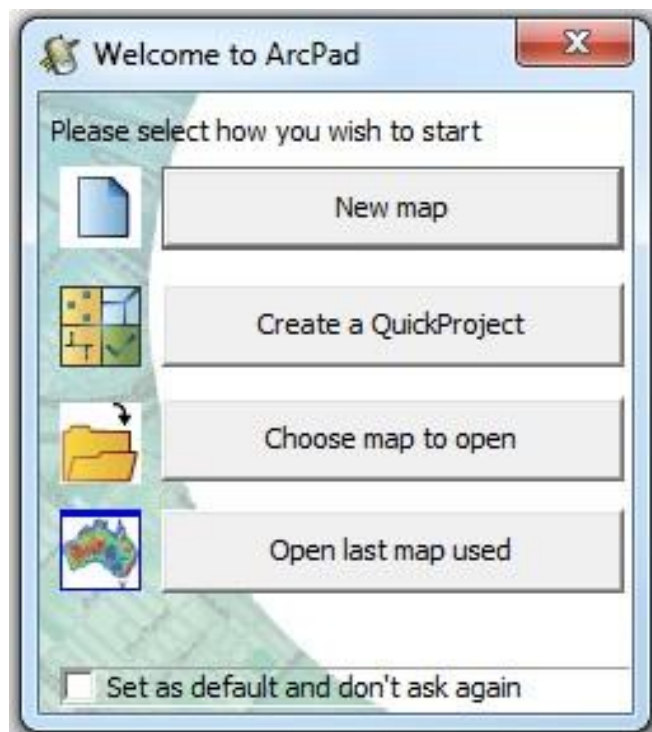 Welcome to ArcPad
Please select how you wish to start
New map
Create a QuickProject
Choose map to open
Open last map used
Set as default and don't ask again